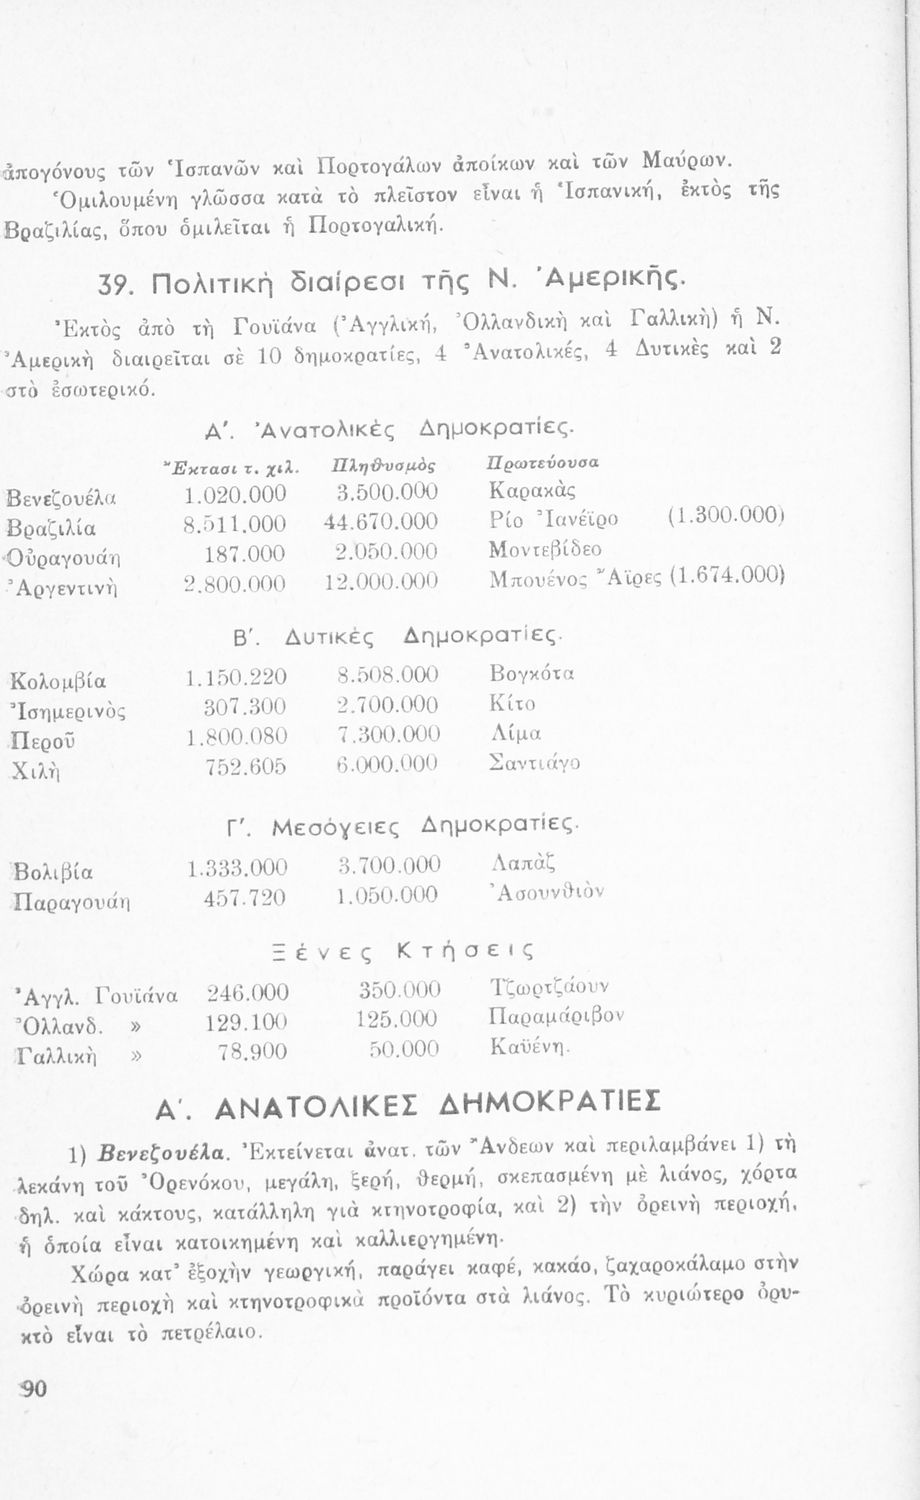 ἀπογόνους τῶν Ἱσπανῶν καὶ Πορτογάλων ἀποίκων καὶ τῶν Μαύρων.
Ὁμιλουμένη γλῶσσα κατὰ τὸ πλεῖστον εἶναι ἡ Ἱσπανική, ἐκτὸς τῆς
Βραζιλίας, ὅπου ὁμιλεῖται ἡ Πορτογαλική.
39. Πολιτικὴ διαίρεσι τῆς Ν. Ἀμερικῆς.
Ἐκτὸς ἀπὸ τὴ Γουϊάνα (Ἀγγλική, Ὀλλανδικὴ καὶ Γαλλικὴ) ἡ Ν.
Ἀμερικὴ διαιρεῖται σὲ 10 δημοκρατίες, 4 Ἀνατολικές, 4 Δυτικὲς καὶ 2
στὸ ἐσωτερικό.
Α΄. Ἀνατολικὲς Δημοκρατίες.
Ἔκτασι τ. χιλ. Πληθυσμὸς Πρωτεύουσα
Βενεζουέλα 1.020.000 3.500.000 Καρακὰς
Βραζιλία 8.511.000 44.670.000 Ρίο Ἰανέϊρο (1.300.000)
Οὐραγουάη 187.000 2.050.000 Μοντεβίδεο
Ἀργεντινὴ 2.800.000 12.000.000 Μπουένος Ἄϊρες (1.674.000)
Β΄. Δυτικὲς Δημοκρατίες.
Κολομβία 1.150.220 8.508.000 Βογκότα
Ἰσημερινὸς 307.300 2.700.000 Κίτο
Περοῦ 1.800.080 7.300.000 Λίμα
Χιλὴ 752.605 6.000.000 Σαντιάγο
Γ΄. Μεσόγειες Δημοκρατίες.
Βολιβία 1.333.000 3.700.000 Λαπὰζ
Παραγουάη 457.720 1.050.000 Ἀσουνθιὸν
Ξένες Κτήσεις
Ἀγγλ. Γουϊάνα 246.000 350.000 Τζωρτζάουν
Ὀλλανδ. » 129.100 125.000 Παραμάριβον
Γαλλικὴ » 78.900 50.000 Καϋένη.
Α΄. ΑΝΑΤΟΛΙΚΕΣ ΔΗΜΟΚΡΑΤΙΕΣ
1) Βενεζουέλα. Ἐκτείνεται ἀνατ. τῶν Ἄνδεων καὶ περιλαμβάνει 1) τὴ
λεκάνη τοῦ Ὀρενόκου, μεγάλη, ξερή, θερμή, σκεπασμένη μὲ λιάνος, χόρτα
δηλ. καὶ κάκτους, κατάλληλη γιὰ κτηνοτροφία, καὶ 2) τὴν ὀρεινὴ περιοχή,
ἡ ὁποία εἶναι κατοικημένη καὶ καλλιεργημένη.
Χώρα κατ᾽ ἐξοχὴν γεωργική, παράγει καφέ, κακάο, ζαχαροκάλαμο στὴν
ὀρεινὴ περιοχὴ καὶ κτηνοτροφικὰ προϊόντα στὰ λιάνος. Τὸ κυριώτερο ὀρυ-
κτὸ εἶναι τὸ πετρέλαιο.
90